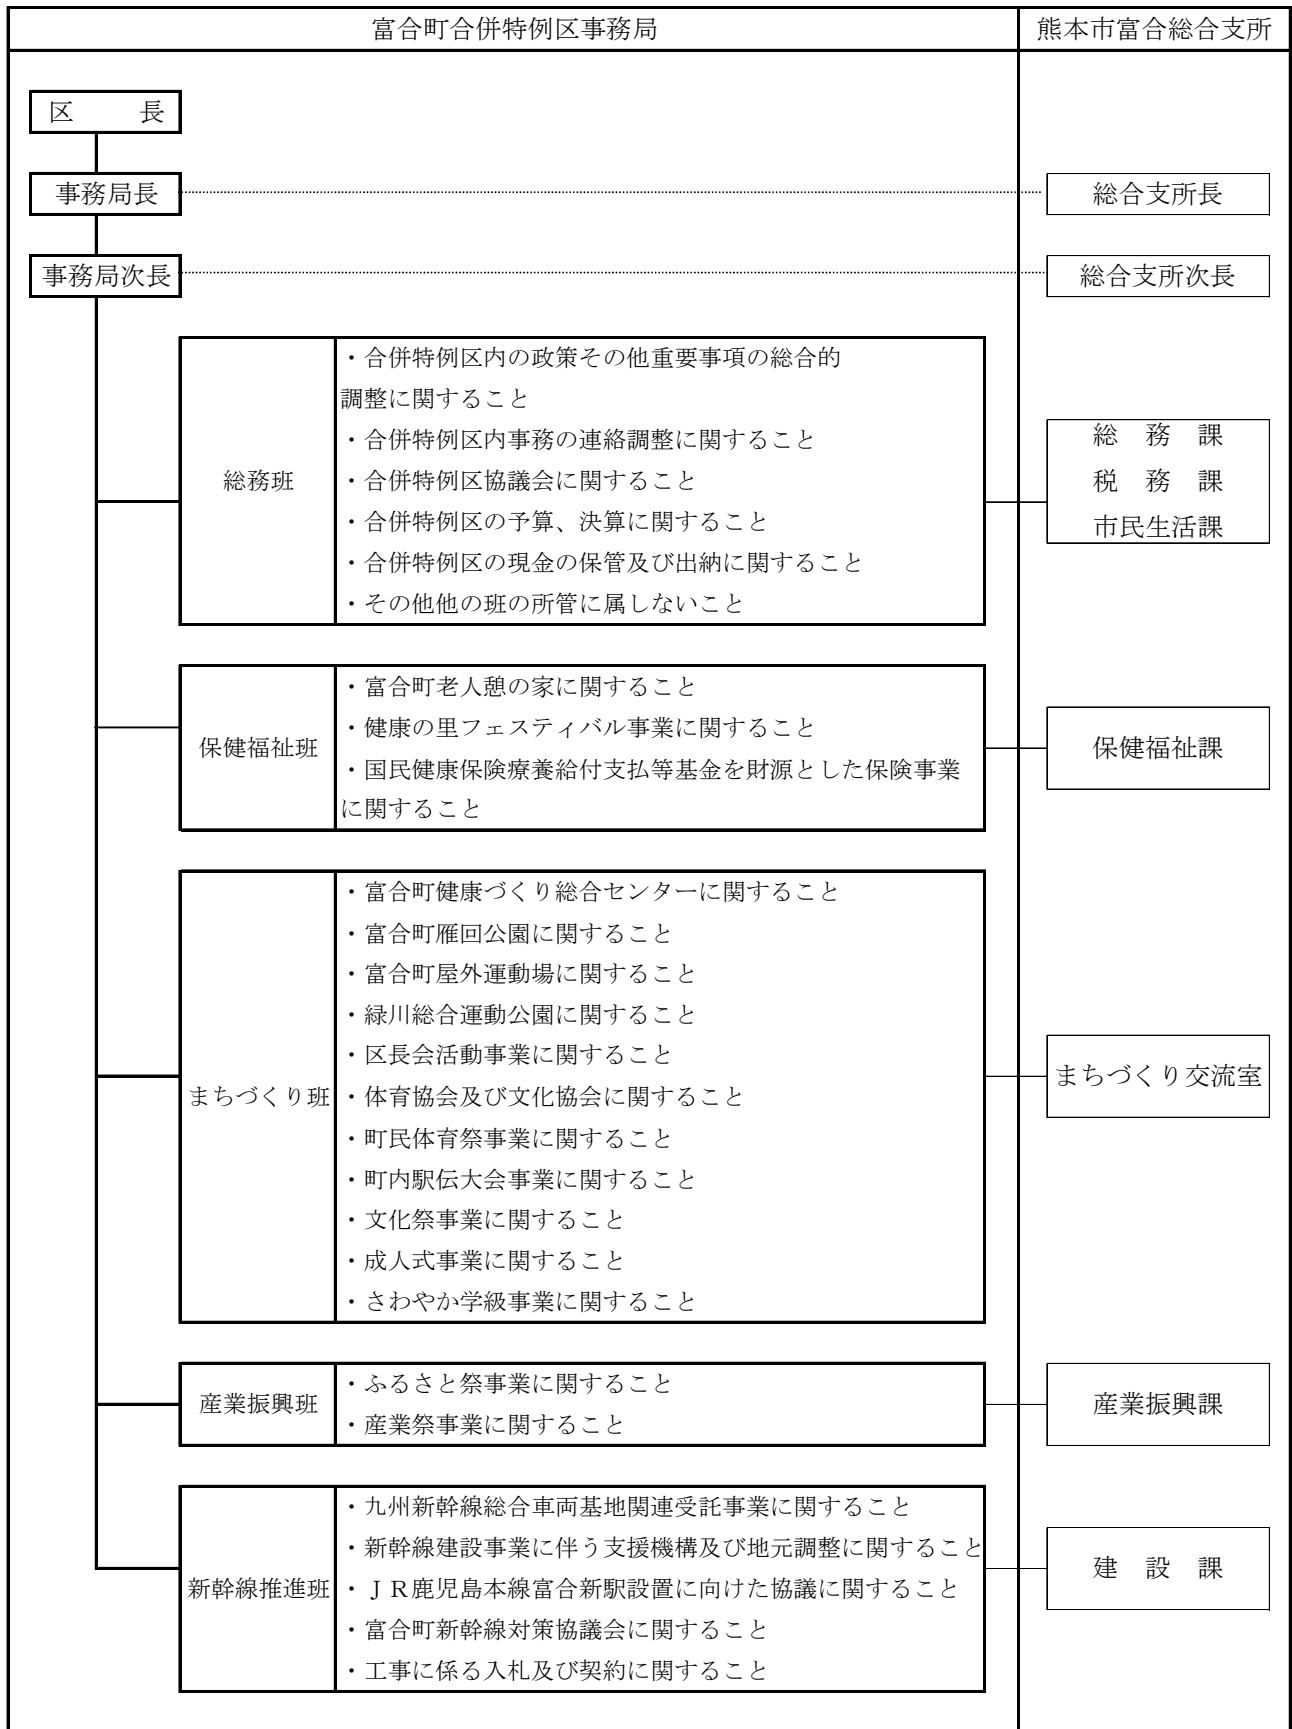 富合町合併特例区事務局
熊本市富合総合支所
区　　長
事務局長
総合支所長
事務局次長
総合支所次長
総務班
・合併特例区内の政策その他重要事項の総合的
調整に関すること
・合併特例区内事務の連絡調整に関すること
・合併特例区協議会に関すること
・合併特例区の予算、決算に関すること
・合併特例区の現金の保管及び出納に関すること
・その他他の班の所管に属しないこと
総　務　課
税　務　課
市民生活課
保健福祉班
・富合町老人憩の家に関すること
・健康の里フェスティバル事業に関すること
・国民健康保険療養給付支払等基金を財源とした保険事業
に関すること
保健福祉課
まちづくり班
・富合町健康づくり総合センターに関すること
・富合町雁回公園に関すること
・富合町屋外運動場に関すること
・緑川総合運動公園に関すること
・区長会活動事業に関すること
・体育協会及び文化協会に関すること
・町民体育祭事業に関すること
・町内駅伝大会事業に関すること
・文化祭事業に関すること
・成人式事業に関すること
・さわやか学級事業に関すること
まちづくり交流室
産業振興班
・ふるさと祭事業に関すること
・産業祭事業に関すること
産業振興課
新幹線推進班
・九州新幹線総合車両基地関連受託事業に関すること
・新幹線建設事業に伴う支援機構及び地元調整に関すること
・ＪＲ鹿児島本線富合新駅設置に向けた協議に関すること
・富合町新幹線対策協議会に関すること
・工事に係る入札及び契約に関すること
建　設　課